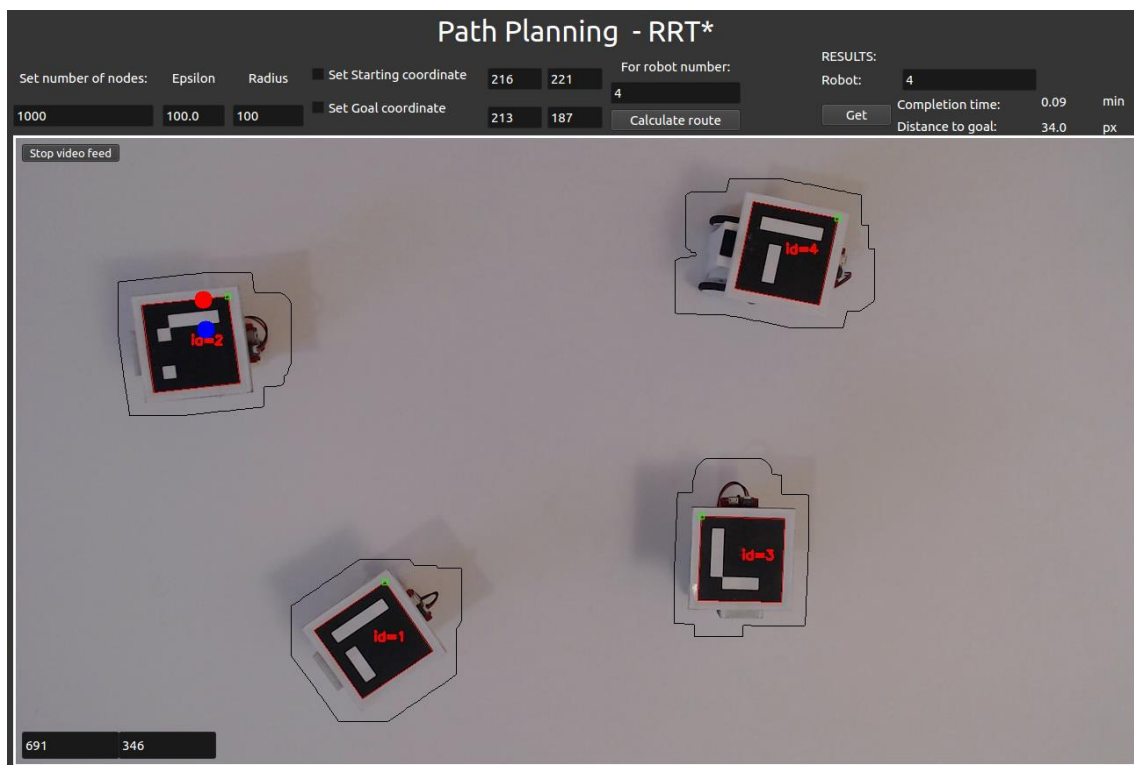 Path Planning - RRT*
Set number of nodes: Epsilon Radius
1000 100.0 100
Set Starting coordinate 216 221
Set Goal coordinate 213 187
For robot number:
4
Calculate route
RESULTS:
Robot: 4
Get
Completion time: 0.09 min
Distance to goal: 34.0 px
Stop video feed
id=4
id=2
id=3
id=1
691 346